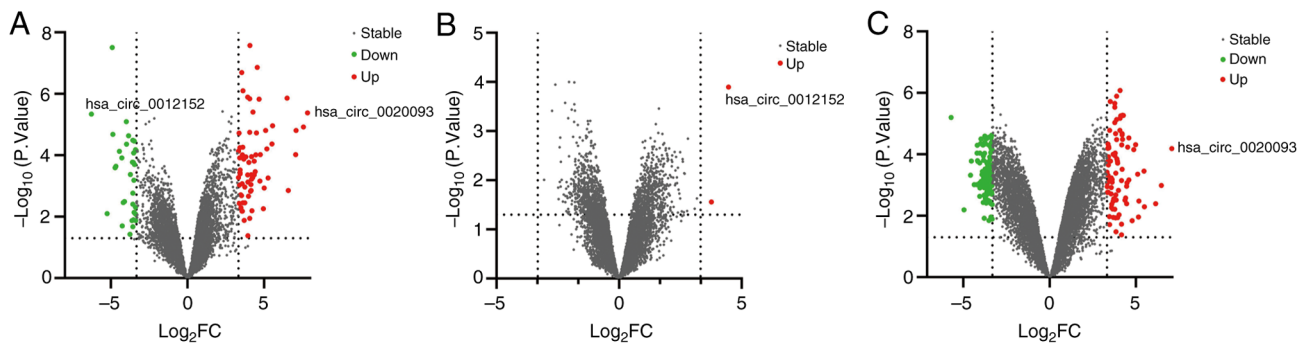 A
8
6
4
2
0
−5
0
5
−Log10 (P.Value)
Log2FC
Stable
Down
Up
hsa_circ_0012152
hsa_circ_0020093
B
5
4
3
2
1
0
−5
0
5
−Log10 (P.Value)
Log2FC
Stable
Up
hsa_circ_0012152
C
8
6
4
2
0
−5
0
5
−Log10 (P.Value)
Log2FC
Stable
Down
Up
hsa_circ_0020093